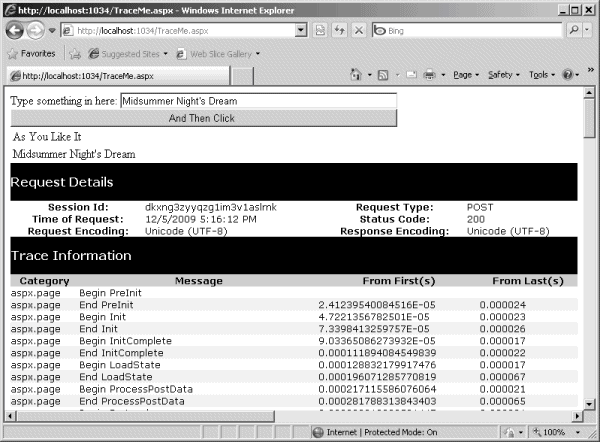 http://localhost:1034/TraceMe.aspx - Windows Internet Explorer
http://localhost:1034/TraceMe.aspx
Bing
Favorites Suggested Sites Web Slice Gallery
http://localhost:1034/TraceMe.aspx
Page Safety Tools
Type something in here: Midsummer Night's Dream
And Then Click
As You Like It
Midsummer Night's Dream
Request Details
Session Id: dkxng3zyyqzg1im3v1aslrnk Request Type: POST
Time of Request: 12/5/2009 5:16:12 PM Status Code: 200
Request Encoding: Unicode (UTF-8) Response Encoding: Unicode (UTF-8)
Trace Information
Category Message From First(s) From Last(s)
aspx.page Begin PreInit
aspx.page End PreInit 2.41239540084516E-05 0.000024
aspx.page Begin Init 4.7221356782501E-05 0.000023
aspx.page End Init 7.3398413259757E-05 0.000026
aspx.page Begin InitComplete 9.03365086273932E-05 0.000017
aspx.page End InitComplete 0.000111894084549839 0.000022
aspx.page Begin LoadState 0.000128832179917476 0.000017
aspx.page End LoadState 0.000196071285770819 0.000067
aspx.page Begin ProcessPostData 0.000217115586076064 0.000021
aspx.page End ProcessPostData 0.000281788313843403 0.000065
Internet | Protected Mode: On 100%